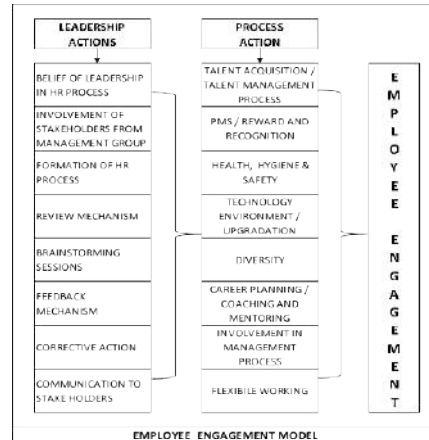 LEADERSHIP
ACTIONS
BELIEF OF LEADERSHIP
IN HR PROCESS
INVOLVEMENT OF
STAKEHOLDERS FROM
MANAGEMENT GROUP
FORMATION OF HR
PROCESS
REVIEW MECHANISM
BRAINSTORMING
SESSIONS
FEEDBACK
MECHANISM
CORRECTIVE ACTION
COMMUNICATION TO
STAKE HOLDERS
PROCESS
ACTION
TALENT ACQUISITION /
TALENT MANAGEMENT
PROCESS
PMS / REWARD AND
RECOGNITION
HEALTH, HYGIENE &
SAFETY
TECHNOLOGY
ENVIRONMENT /
UPGRADATION
DIVERSITY
CAREER PLANNING /
COACHING AND
MENTORING
INVOLVEMENT IN
MANAGEMENT
PROCESS
FLEXIBILE WORKING
EMPLOYEE ENGAGEMENT
EMPLOYEE ENGAGEMENT MODEL